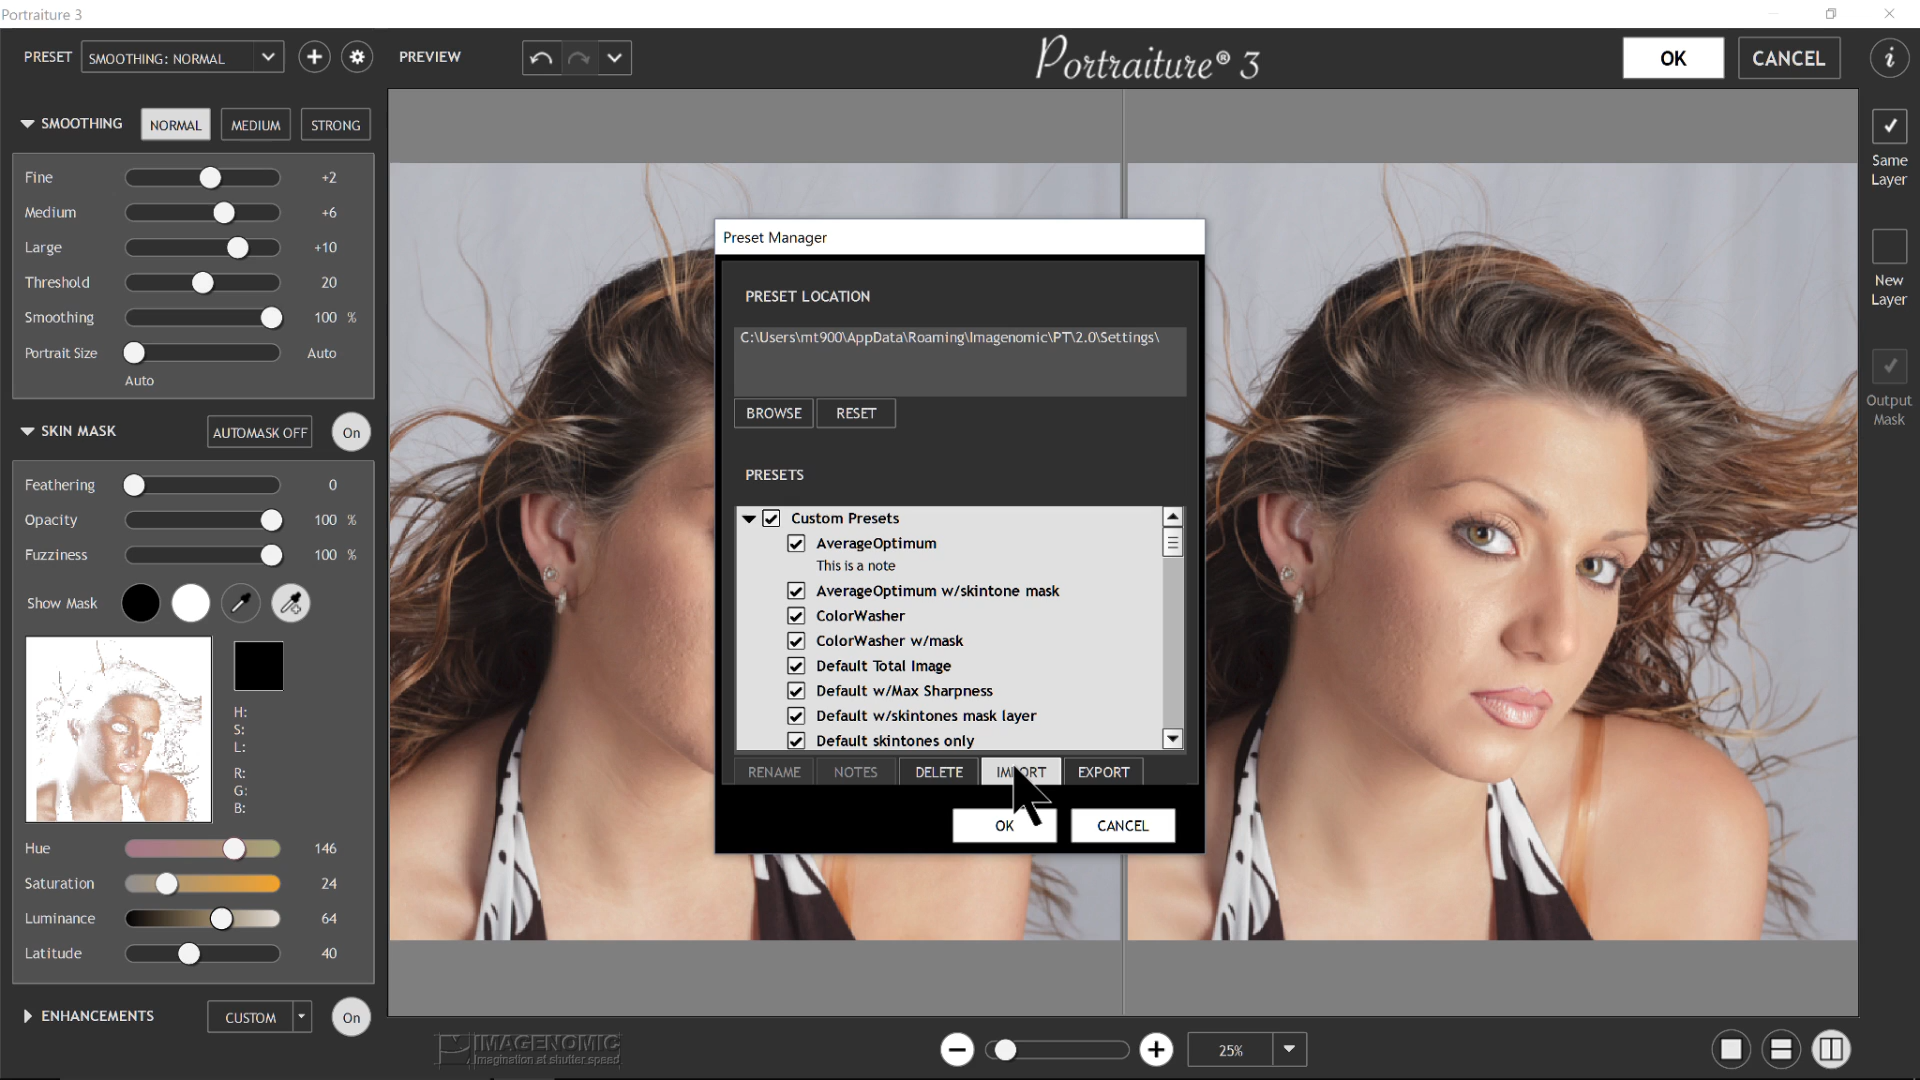 Portraiture 3
PRESET
SMOOTHING: NORMAL
PREVIEW
Portraiture® 3
OK
CANCEL
i
SMOOTHING
NORMAL
MEDIUM
STRONG
Fine +2
Medium +6
Large +10
Threshold 20
Smoothing 100 %
Portrait Size Auto
Auto
SKIN MASK
AUTOMASK OFF
On
Feathering 0
Opacity 100 %
Fuzziness 100 %
Show Mask
H:
S:
L:
R:
G:
B:
Hue 146
Saturation 24
Luminance 64
Latitude 40
ENHANCEMENTS
CUSTOM
On
Preset Manager
PRESET LOCATION
C:\Users\mt900\AppData\Roaming\Imagenomic\PT\2.0\Settings\
BROWSE
RESET
PRESETS
Custom Presets
AverageOptimum
This is a note
AverageOptimum w/skintone mask
ColorWasher
ColorWasher w/mask
Default Total Image
Default w/Max Sharpness
Default w/skintones mask layer
Default skintones only
RENAME
NOTES
DELETE
IMPORT
EXPORT
OK
CANCEL
Same
Layer
New
Layer
Output
Mask
IMAGENOMIC
Imagination at shutter speed
25%